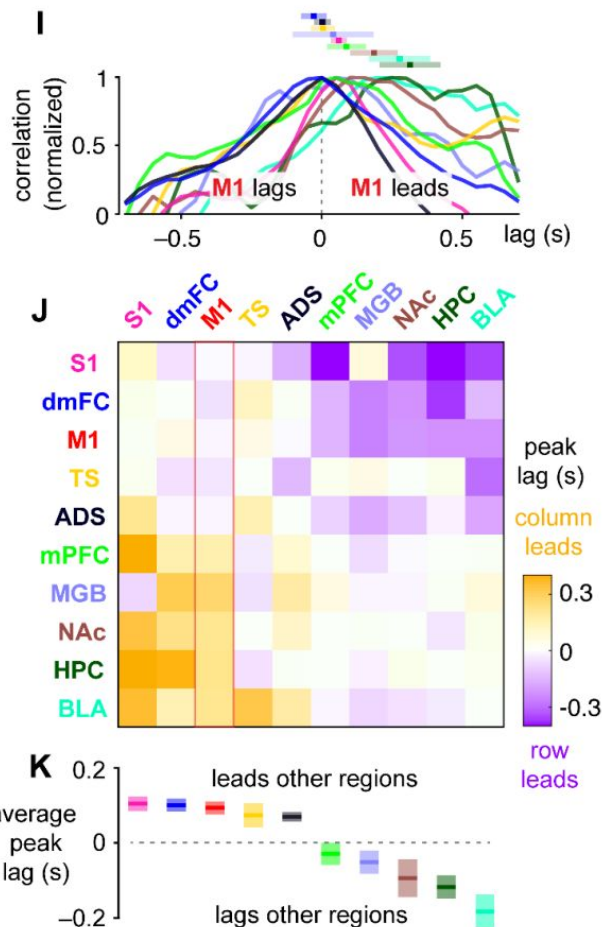 I
correlation
(normalized)
1
0.5
0
M1 lags
M1 leads
−0.5
0
0.5
lag (s)
J
S1 dmFC M1 TS ADS mPFC MGB NAc HPC BLA
S1
dmFC
M1
TS
ADS
mPFC
MGB
NAc
HPC
BLA
peak
lag (s)
column
leads
0.3
0
-0.3
row
leads
K
average
peak
lag (s)
0.2
0
−0.2
leads other regions
lags other regions